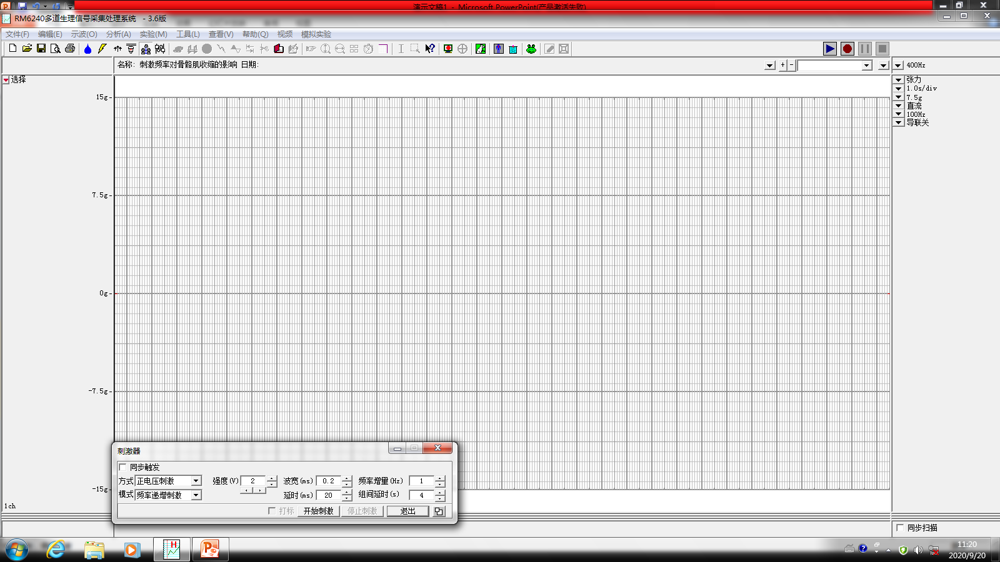 演示文稿1 - Microsoft PowerPoint(产品激活失败)
RM6240多道生理信号采集处理系统 - 3.6版
文件(F) 编辑(E) 示波(O) 分析(A) 实验(M) 工具(L) 查看(V) 帮助(Q) 视频 模拟实验
名称: 刺激频率对骨骼肌收缩的影响 日期:
+ -
400Hz
选择
张力
1.0s/div
7.5g
直流
100Hz
导联关
15g
7.5g
0g
-7.5g
-15g
1ch
刺激器
同步触发
方式 正电压刺激 强度(V) 2 波宽(ms) 0.2 频率增量(Hz) 1
模式 频率递增刺激 延时(ms) 20 组间延时(s) 4
打标 开始刺激 停止刺激 退出
同步扫描
11:20
2020/9/20